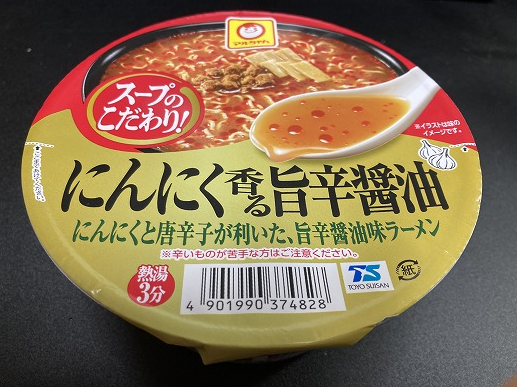 マルちゃん
スープの
こだわり!
※イラストは味の
イメージです。
にんにく香る旨辛醤油
にんにくと唐辛子が利いた、旨辛醤油味ラーメン
※辛いものが苦手な方はご注意ください。
熱湯
3分
4 901990 374828
TS
TOYO SUISAN
紙